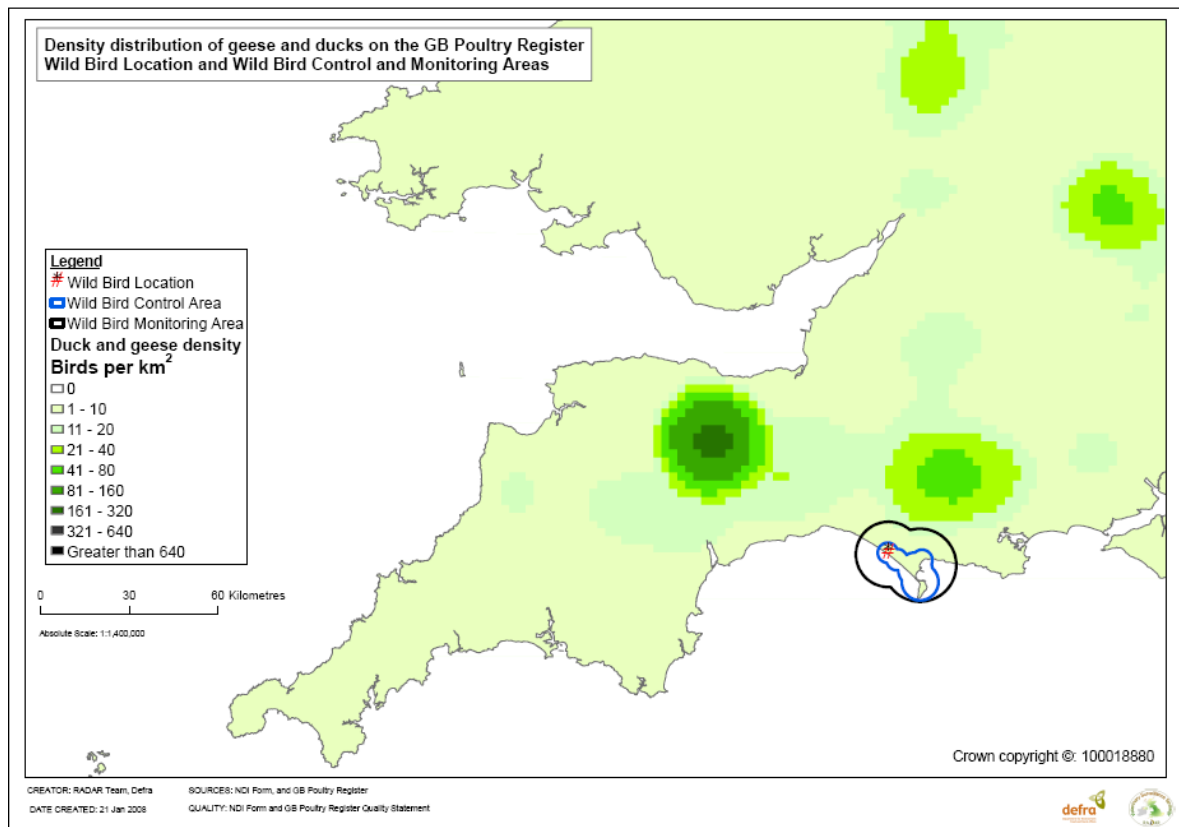 Density distribution of geese and ducks on the GB Poultry Register
Wild Bird Location and Wild Bird Control and Monitoring Areas
Legend
Wild Bird Location
Wild Bird Control Area
Wild Bird Monitoring Area
Duck and geese density
Birds per km²
0
1 - 10
11 - 20
21 - 40
41 - 80
81 - 160
161 - 320
321 - 640
Greater than 640
0 30 60 Kilometres
Absolute Scale: 1:1,400,000
Crown copyright ©: 100018880
CREATOR: RADAR Team, Defra SOURCES: NDI Form, and GB Poultry Register
DATE CREATED: 21 Jan 2008 QUALITY: NDI Form and GB Poultry Register Quality Statement
defra